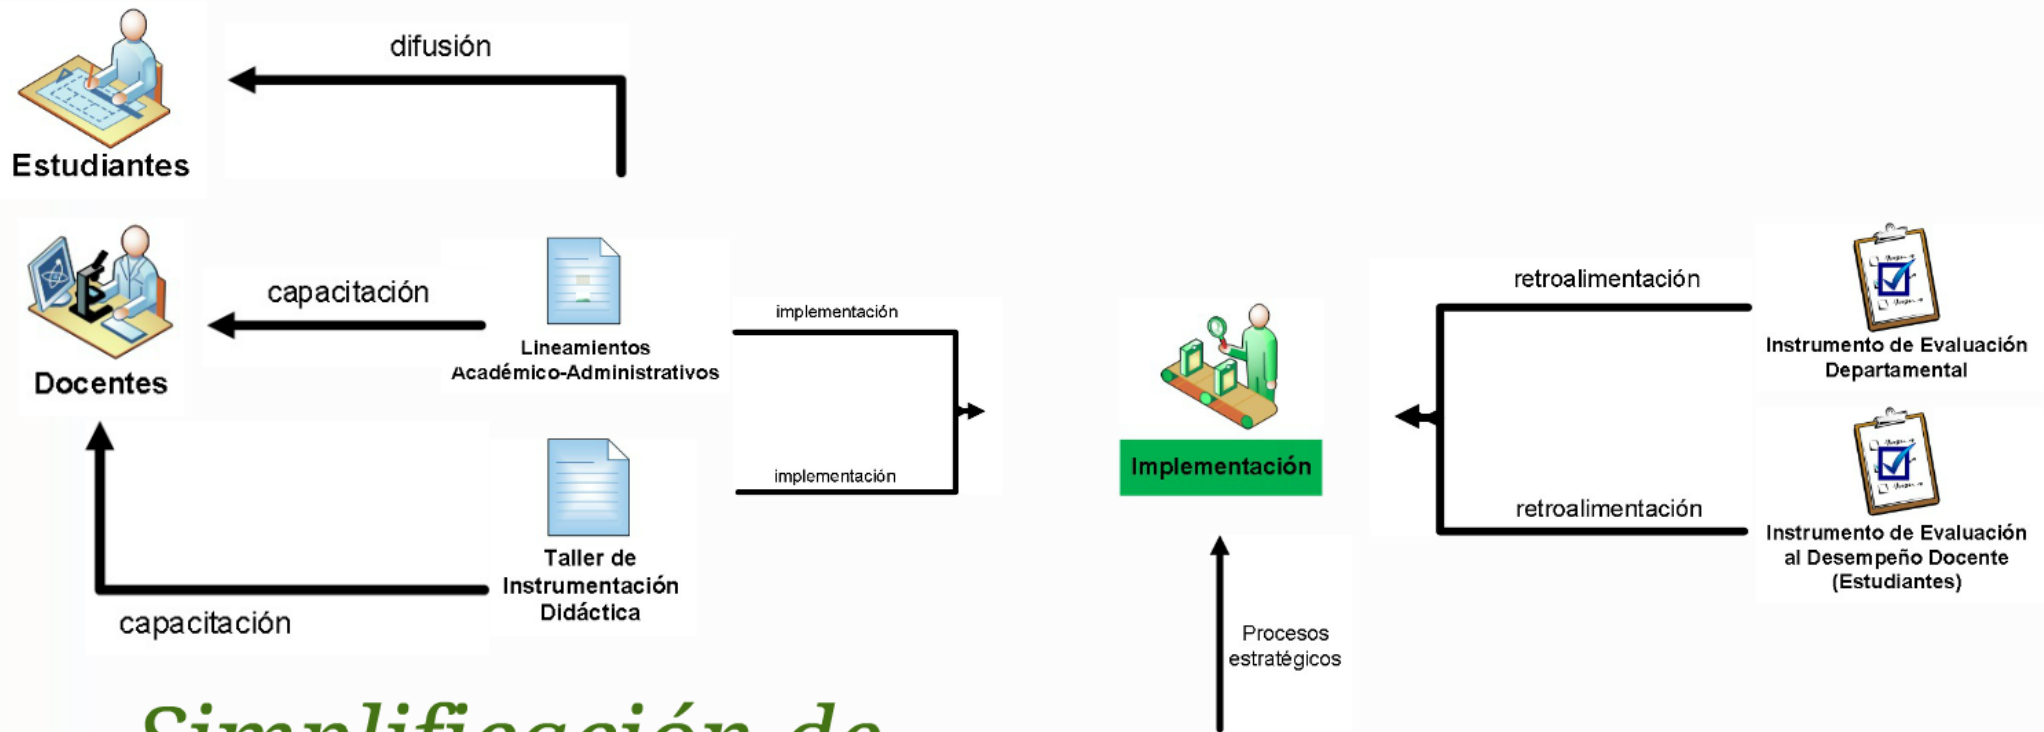 difusión
Estudiantes
capacitación
Docentes
Lineamientos
Académico-Administrativos
implementación
implementación
Taller de
Instrumentación
Didáctica
capacitación
Implementación
Procesos
estratégicos
retroalimentación
Instrumento de Evaluación
Departamental
retroalimentación
Instrumento de Evaluación
al Desempeño Docente
(Estudiantes)
Simplificación de